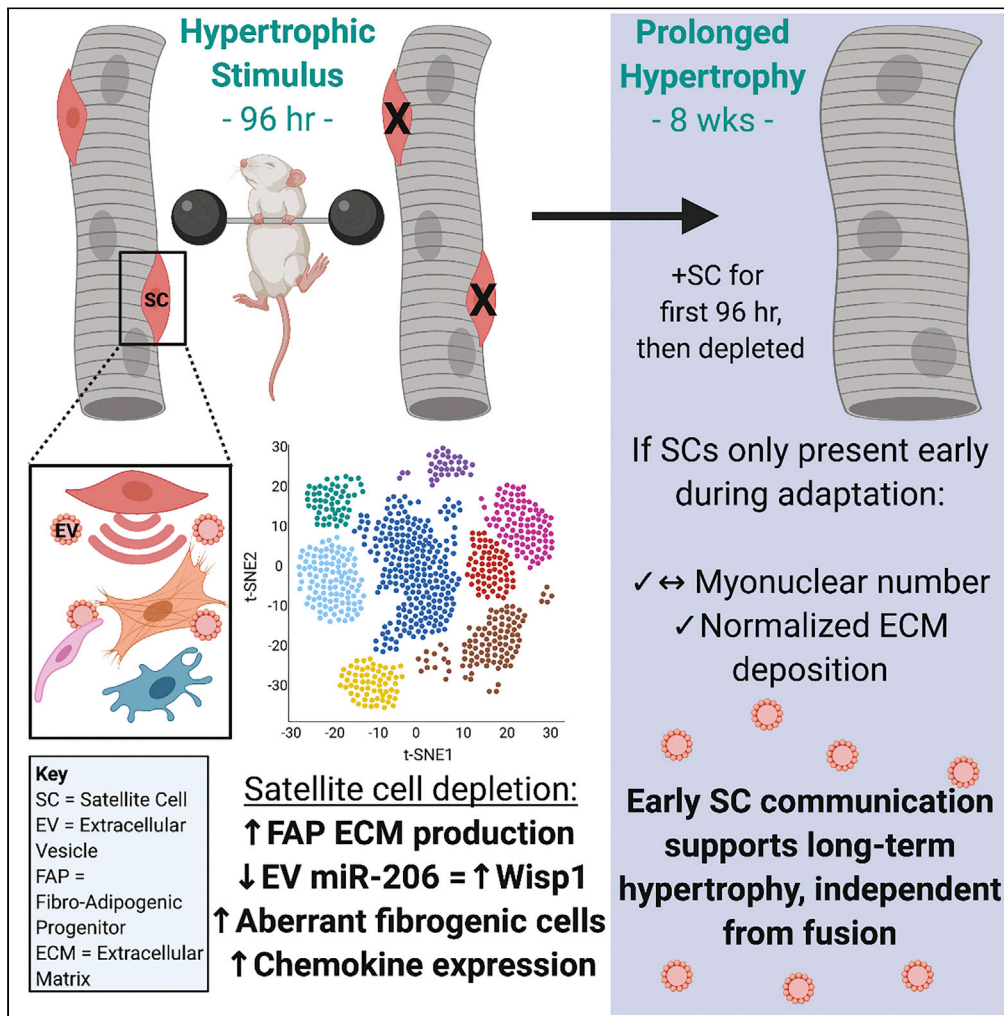 Hypertrophic
Stimulus
- 96 hr -
X
SC
X
EV
30
20
10
0
-10
-20
-30
t-SNE2
-30
-20
-10
0
10
20
30
t-SNE1
Key
SC = Satellite Cell
EV = Extracellular
Vesicle
FAP =
Fibro-Adipogenic
Progenitor
ECM = Extracellular
Matrix
Satellite cell depletion:
↑FAP ECM production
↓EV miR-206 = ↑Wisp1
↑Aberrant fibrogenic cells
↑Chemokine expression
Prolonged
Hypertrophy
- 8 wks -
+SC for
first 96 hr,
then depleted
If SCs only present early
during adaptation:
✓↔ Myonuclear number
✓Normalized ECM
deposition
Early SC communication
supports long-term
hypertrophy, independent
from fusion